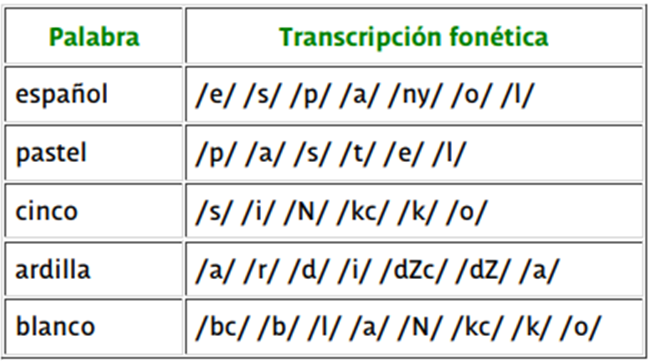 Palabra Transcripción fonética
español /e/ /s/ /p/ /a/ /ny/ /o/ /l/
pastel /p/ /a/ /s/ /t/ /e/ /l/
cinco /s/ /i/ /N/ /kc/ /k/ /o/
ardilla /a/ /r/ /d/ /i/ /dZc/ /dZ/ /a/
blanco /bc/ /b/ /l/ /a/ /N/ /kc/ /k/ /o/